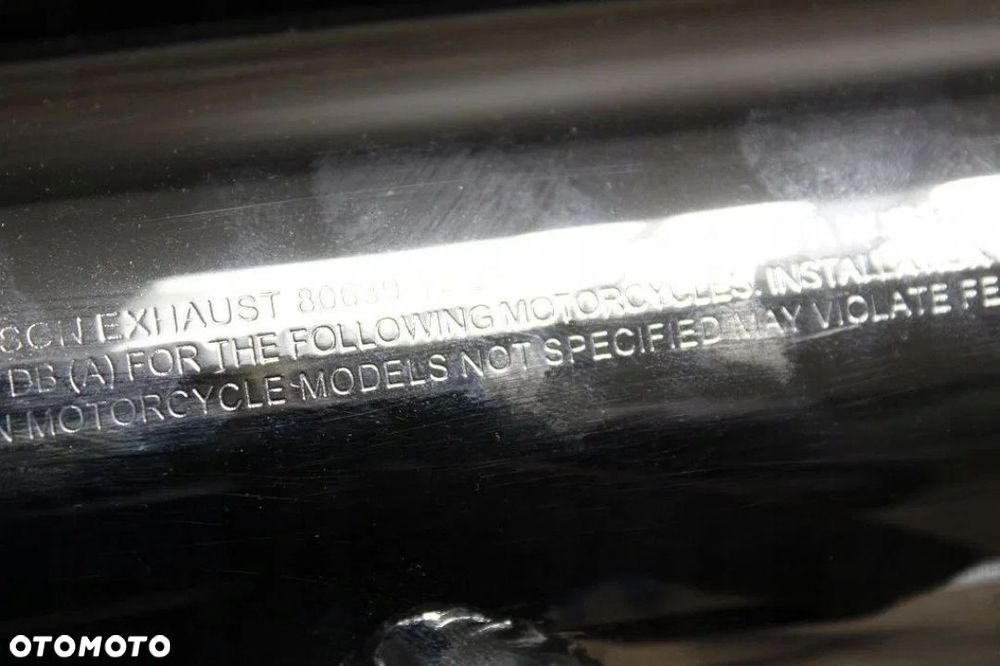 SON EXHAUST 80639
DB (A) FOR THE FOLLOWING MOTORCYCLES. INSTALLATION
N MOTORCYCLE MODELS NOT SPECIFIED MAY VIOLATE FE
OTOMOTO